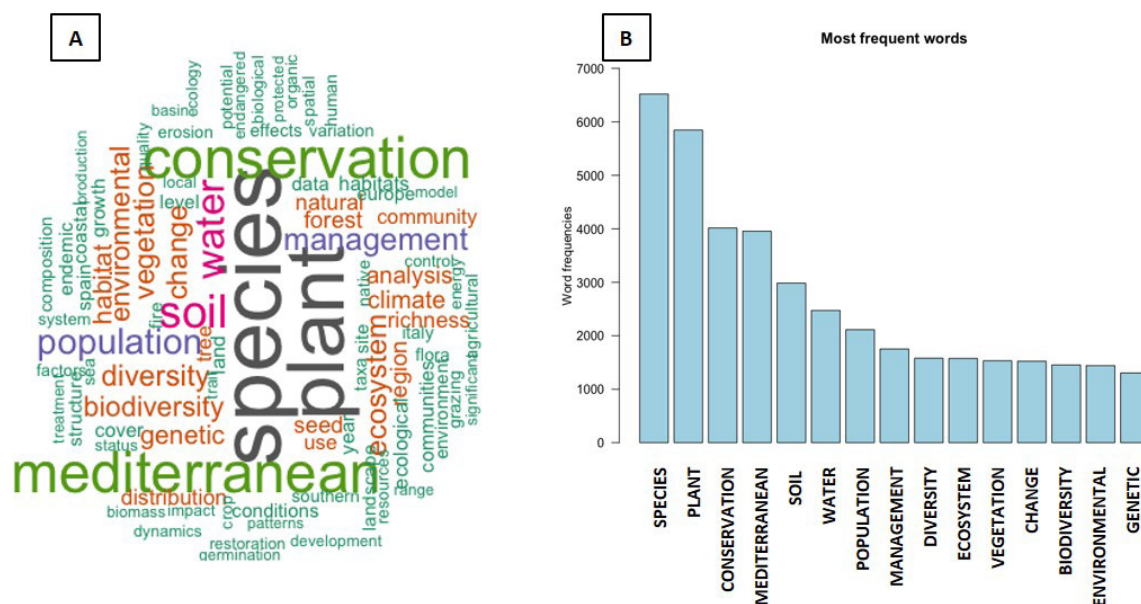 A
basin
ecology
potential
endangered
biological
protected
organic
spatial
human
erosion
effects
variation
quality
conservation
production
growth
coastal
endemic
spain
composition
habitat
environmental
vegetation
local
level
change
water
species
data
habitats
europe
model
natural
forest
community
management
plant
control
analysis
native
climate
energy
agricultural
richness
system
fire
soil
population
tree
land
trait
factors
sea
treatment
structure
diversity
biodiversity
cover
status
genetic
ecosystem
region
taxa
site
italy
flora
communities
environment
grazing
significant
seed
use
year
ecological
mediterranean
landscape
resources
range
distribution
southern
biomass
impact
crop
conditions
dynamics
patterns
restoration
development
germination
B
Most frequent words
Word frequencies
7000
6000
5000
4000
3000
2000
1000
0
SPECIES
PLANT
CONSERVATION
MEDITERRANEAN
SOIL
WATER
POPULATION
MANAGEMENT
DIVERSITY
ECOSYSTEM
VEGETATION
CHANGE
BIODIVERSITY
ENVIRONMENTAL
GENETIC